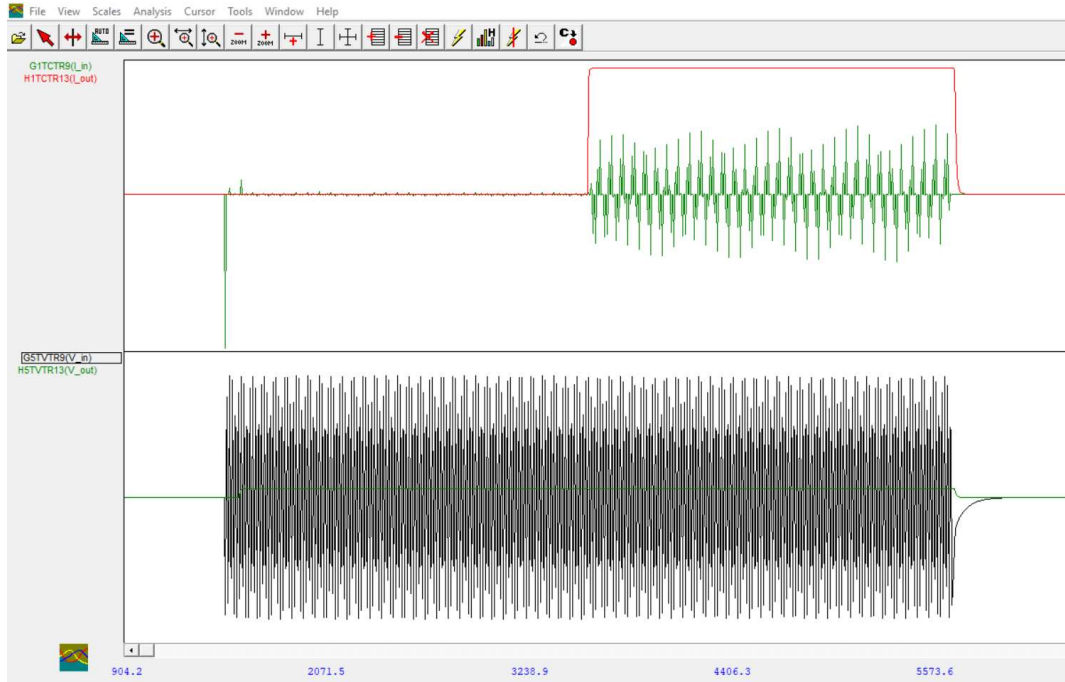 File View Scales Analysis Cursor Tools Window Help
AUTO ZOOM ZOOM H C
G1TCTR9(I_in)
H1TCTR13(I_out)
G5TVTR9(V_in)
H5TVTR13(V_out)
904.2 2071.5 3238.9 4406.3 5573.6